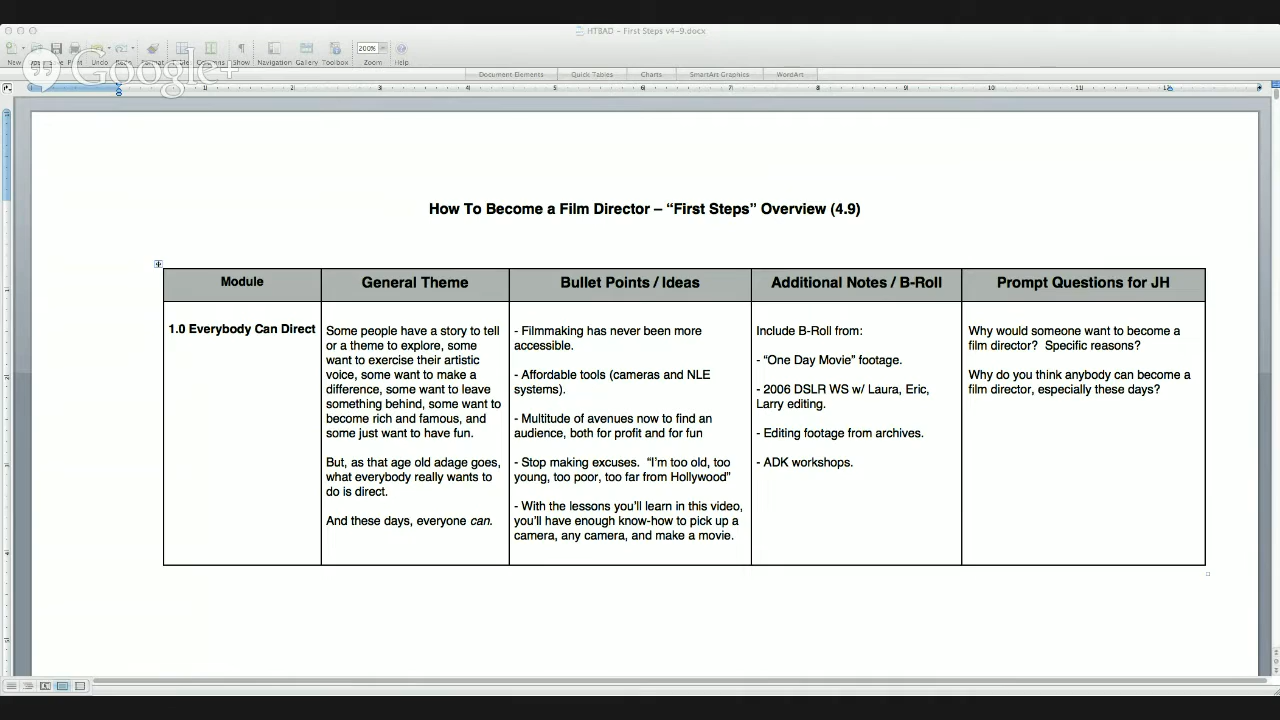 HTBAD - First Steps v4-9.docx
Google+
New
Undo
Show
Navigation
Gallery
Toolbox
200%
Zoom
Help
Document Elements
Quick Tables
Charts
SmartArt Graphics
WordArt
How To Become a Film Director – “First Steps” Overview (4.9)
Module
General Theme
Bullet Points / Ideas
Additional Notes / B-Roll
Prompt Questions for JH
1.0 Everybody Can Direct
Some people have a story to tell
or a theme to explore, some
want to exercise their artistic
voice, some want to make a
difference, some want to leave
something behind, some want to
become rich and famous, and
some just want to have fun.
But, as that age old adage goes,
what everybody really wants to
do is direct.
And these days, everyone can.
- Filmmaking has never been more
accessible.
- Affordable tools (cameras and NLE
systems).
- Multitude of avenues now to find an
audience, both for profit and for fun
- Stop making excuses.  “I’m too old, too
young, too poor, too far from Hollywood”
- With the lessons you’ll learn in this video,
you’ll have enough know-how to pick up a
camera, any camera, and make a movie.
Include B-Roll from:
- “One Day Movie” footage.
- 2006 DSLR WS w/ Laura, Eric,
Larry editing.
- Editing footage from archives.
- ADK workshops.
Why would someone want to become a
film director?  Specific reasons?
Why do you think anybody can become a
film director, especially these days?